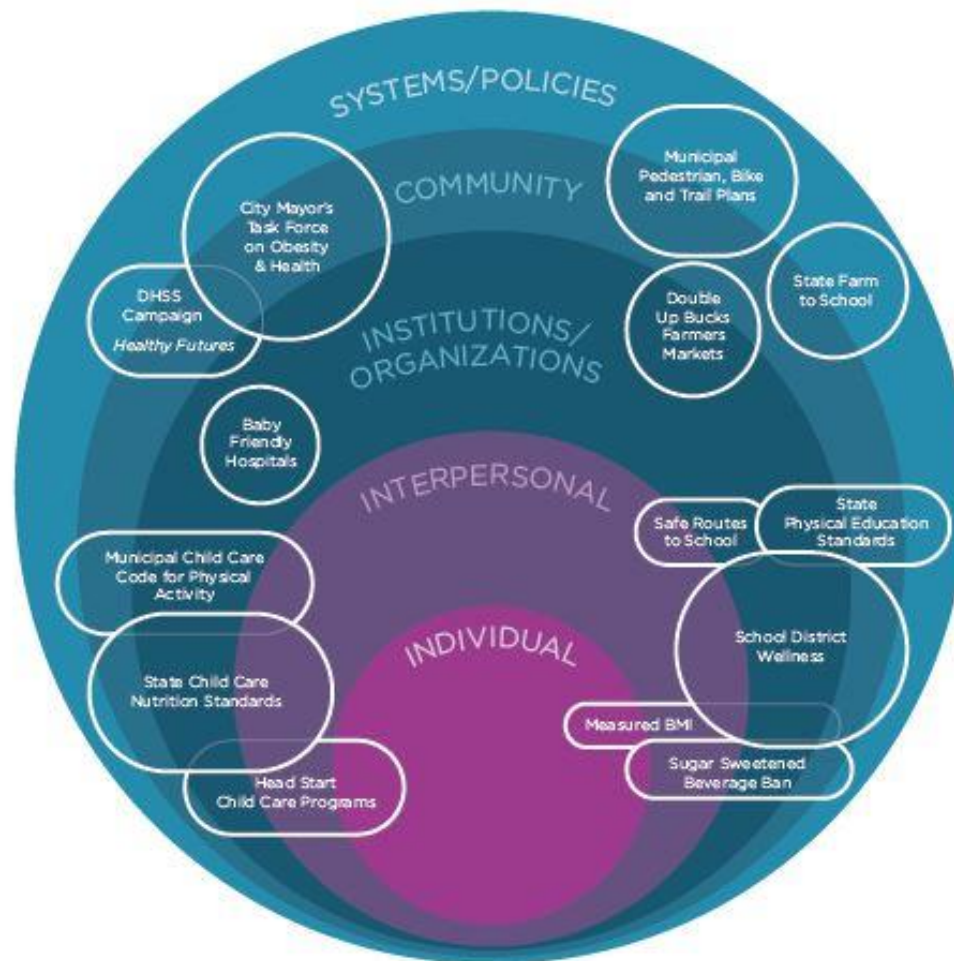 SYSTEMS/POLICIES
COMMUNITY
INSTITUTIONS/
ORGANIZATIONS
INTERPERSONAL
INDIVIDUAL
City Mayor's
Task Force
on Obesity
& Health
DHSS
Campaign
Healthy Futures
Baby
Friendly
Hospitals
Municipal Child Care
Code for Physical
Activity
State Child Care
Nutrition Standards
Head Start
Child Care Programs
Municipal
Pedestrian, Bike
and Trail Plans
State Farm
to School
Double
Up Bucks
Farmers
Markets
Safe Routes
to School
State
Physical Education
Standards
School District
Wellness
Measured BMI
Sugar Sweetened
Beverage Ban